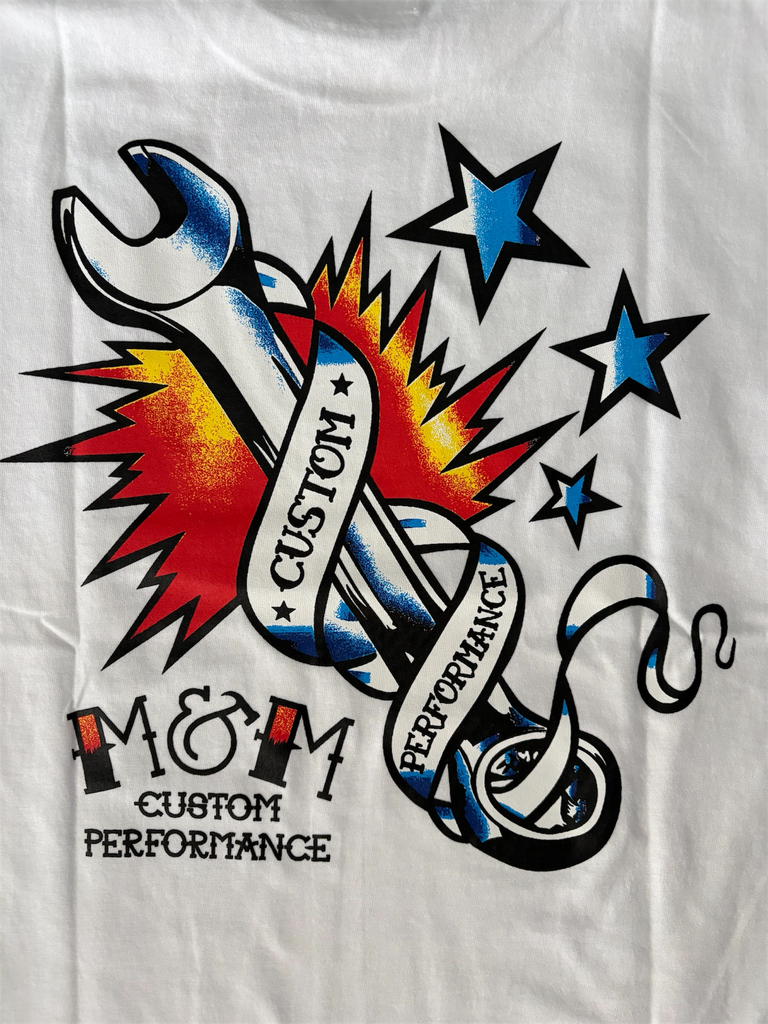 ★ CUSTOM ★
PERFORMANCE
M&M
CUSTOM
PERFORMANCE